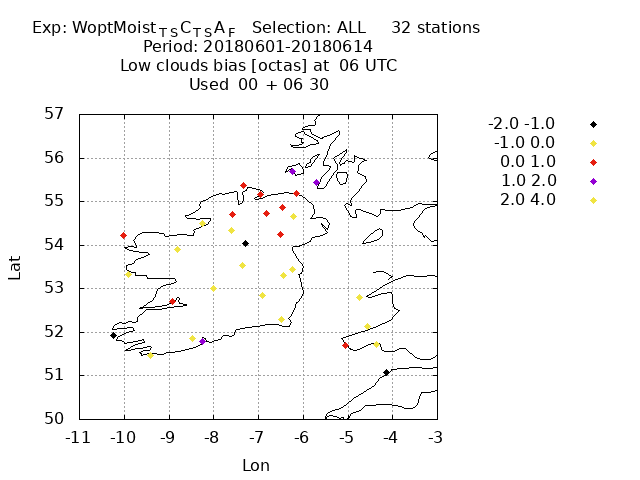 Exp: WoptMoist_TSC_TSA_F   Selection: ALL     32 stations
Period: 20180601-20180614
Low clouds bias [octas] at  06 UTC
Used  00 + 06 30
57
56
55
54
53
52
51
50
-11 -10 -9 -8 -7 -6 -5 -4 -3
Lat
Lon
-2.0 -1.0
-1.0 0.0
0.0 1.0
1.0 2.0
2.0 4.0